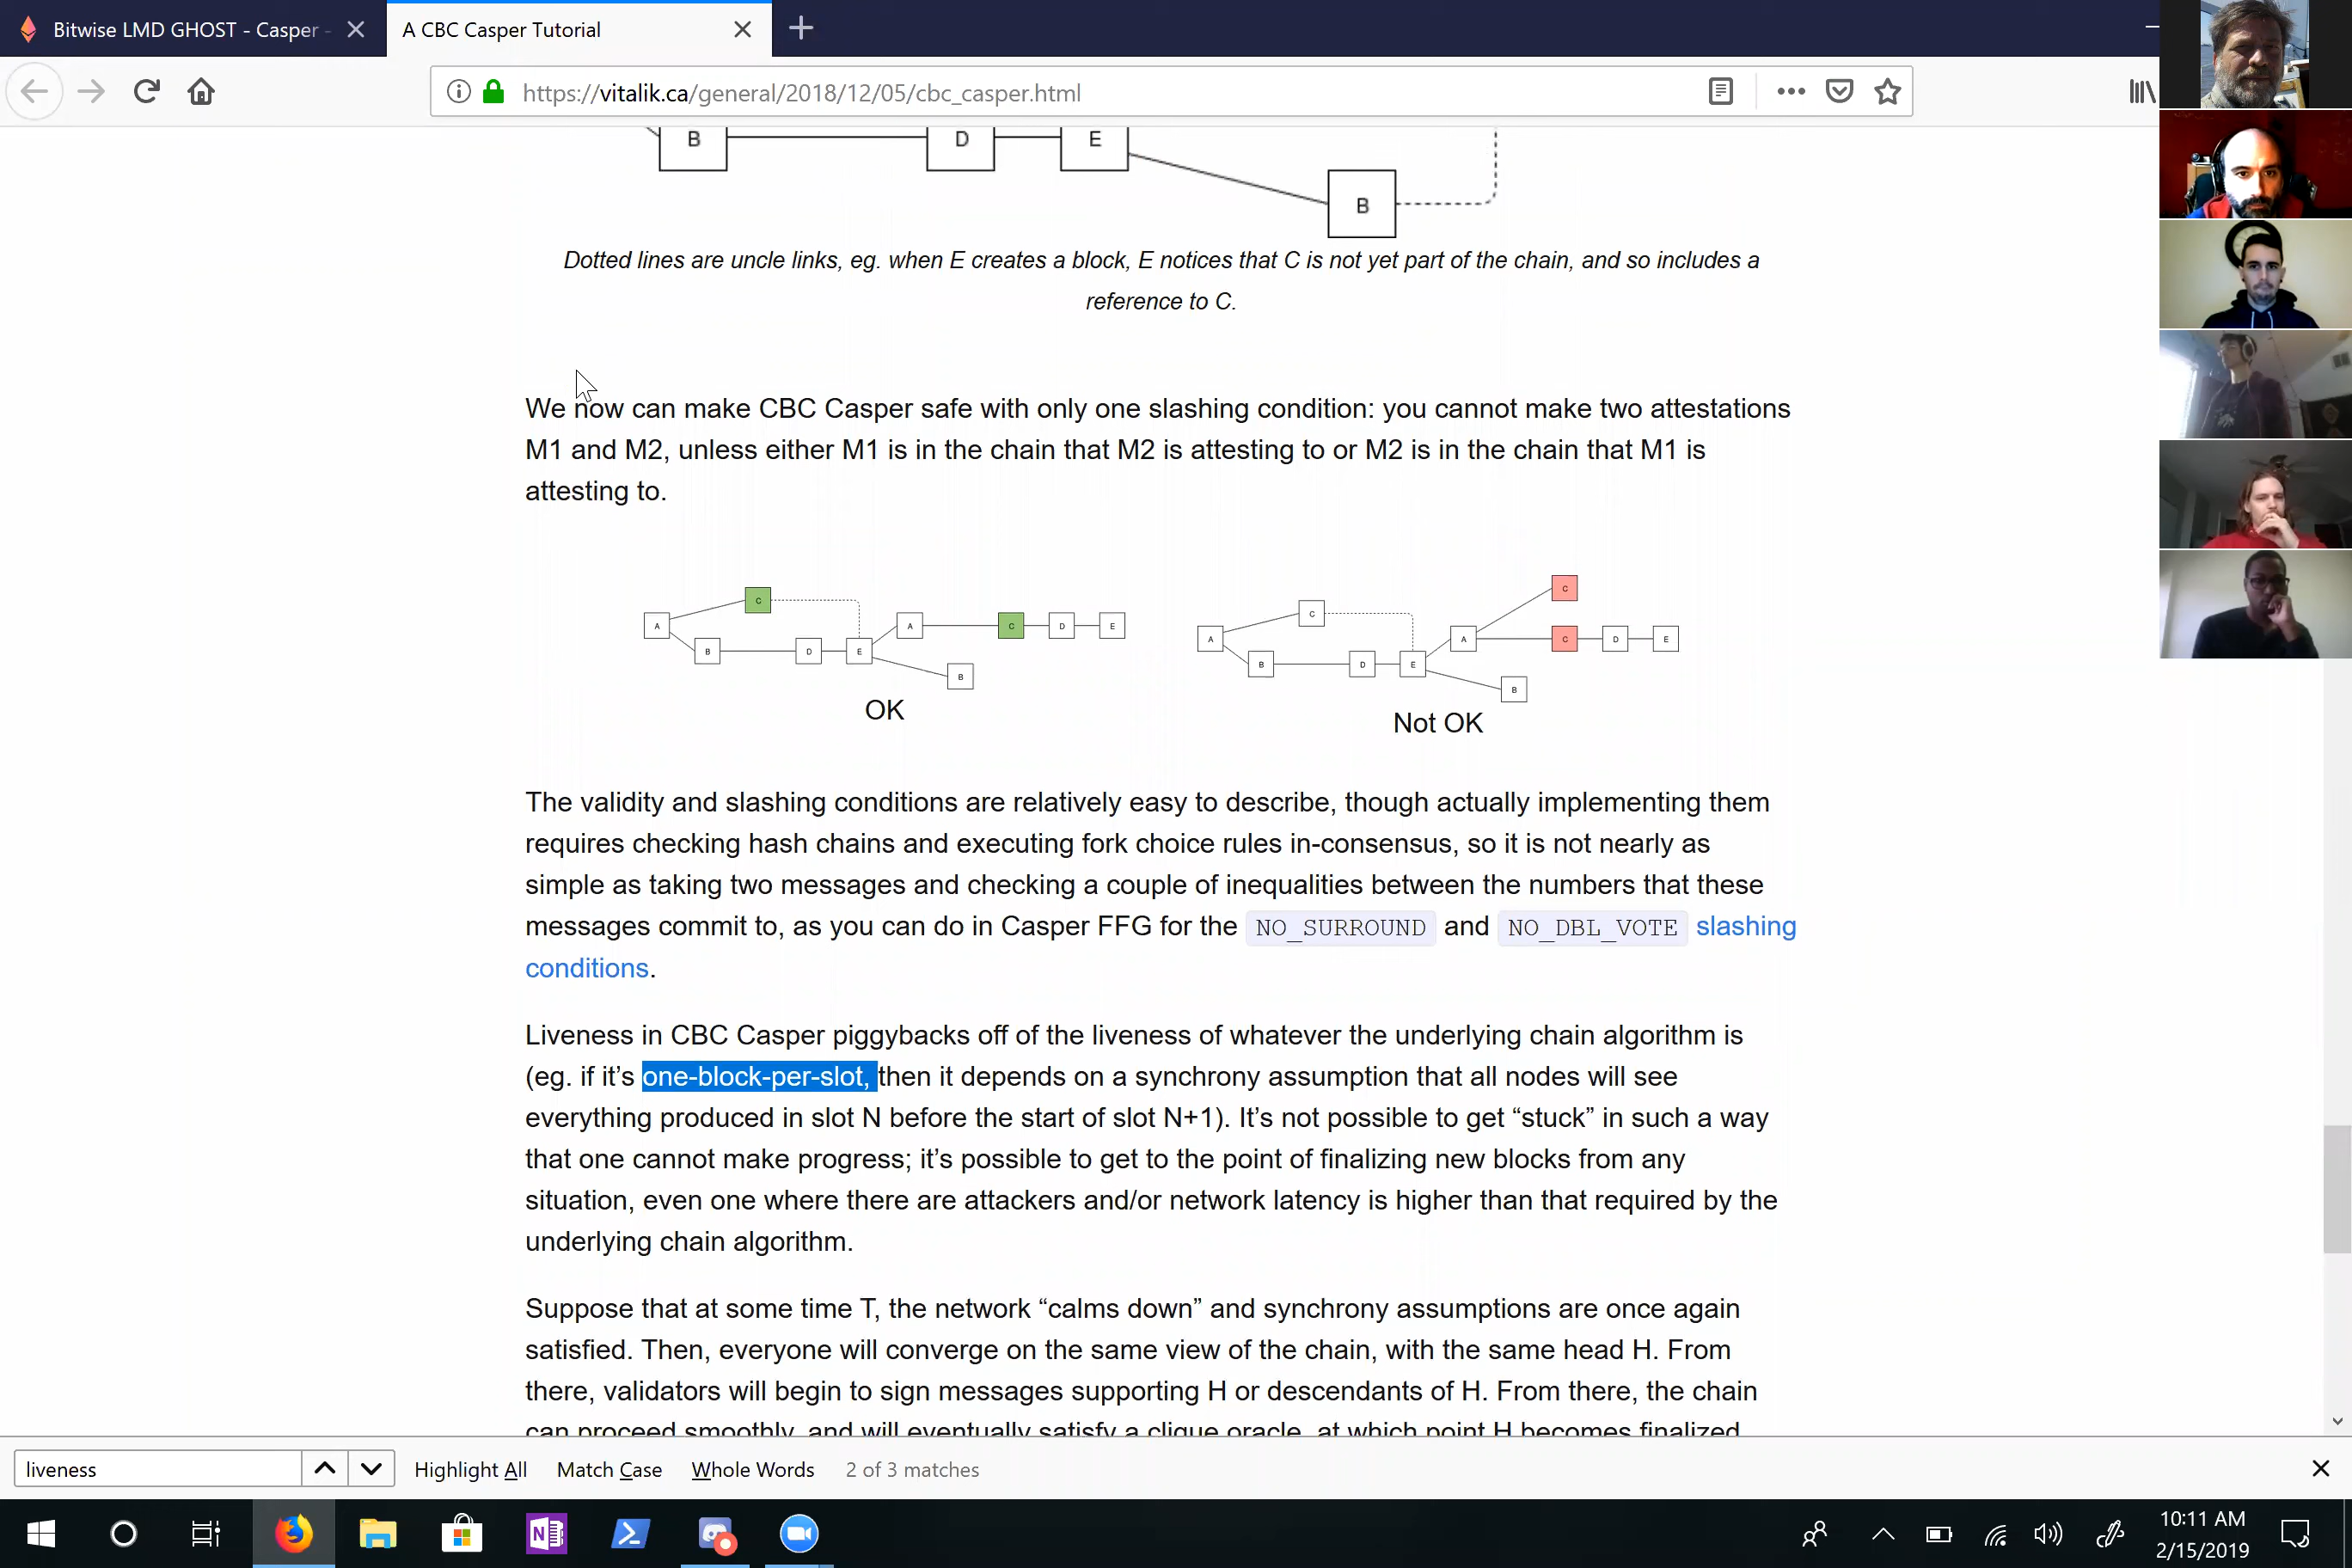 Bitwise LMD GHOST - Casper -
A CBC Casper Tutorial
https://vitalik.ca/general/2018/12/05/cbc_casper.html
B D E
B
Dotted lines are uncle links, eg. when E creates a block, E notices that C is not yet part of the chain, and so includes a
reference to C.
We now can make CBC Casper safe with only one slashing condition: you cannot make two attestations
M1 and M2, unless either M1 is in the chain that M2 is attesting to or M2 is in the chain that M1 is
attesting to.
C
A A C D E
B D E
B
OK
C
C
A A C D E
B D E
B
Not OK
The validity and slashing conditions are relatively easy to describe, though actually implementing them
requires checking hash chains and executing fork choice rules in-consensus, so it is not nearly as
simple as taking two messages and checking a couple of inequalities between the numbers that these
messages commit to, as you can do in Casper FFG for the NO_SURROUND and NO_DBL_VOTE slashing
conditions.
Liveness in CBC Casper piggybacks off of the liveness of whatever the underlying chain algorithm is
(eg. if it’s one-block-per-slot, then it depends on a synchrony assumption that all nodes will see
everything produced in slot N before the start of slot N+1). It’s not possible to get “stuck” in such a way
that one cannot make progress; it’s possible to get to the point of finalizing new blocks from any
situation, even one where there are attackers and/or network latency is higher than that required by the
underlying chain algorithm.
Suppose that at some time T, the network “calms down” and synchrony assumptions are once again
satisfied. Then, everyone will converge on the same view of the chain, with the same head H. From
there, validators will begin to sign messages supporting H or descendants of H. From there, the chain
can proceed smoothly, and will eventually satisfy a clique oracle, at which point H becomes finalized.
liveness
Highlight All Match Case Whole Words 2 of 3 matches
N
10:11 AM
2/15/2019